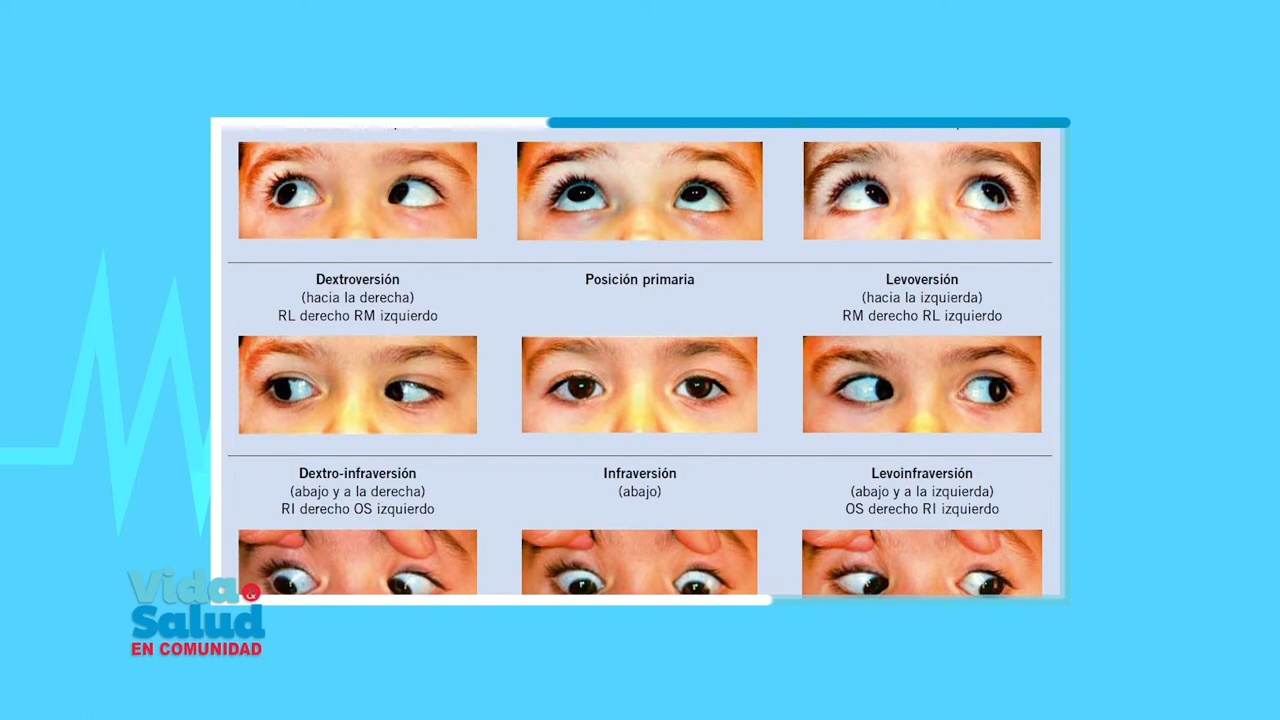 Dextroversión
(hacia la derecha)
RL derecho RM izquierdo
Posición primaria
Levoversión
(hacia la izquierda)
RM derecho RL izquierdo
Dextro-infraversión
(abajo y a la derecha)
RI derecho OS izquierdo
Infraversión
(abajo)
Levoinfraversión
(abajo y a la izquierda)
OS derecho RI izquierdo
Vida &
Salud
EN COMUNIDAD